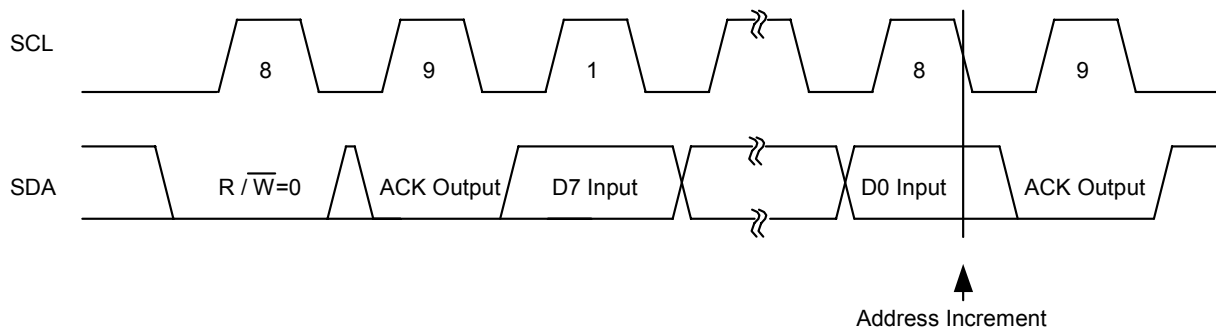 SCL
8 9 1 8 9
SDA
R / W=0 ACK Output D7 Input D0 Input ACK Output
Address Increment